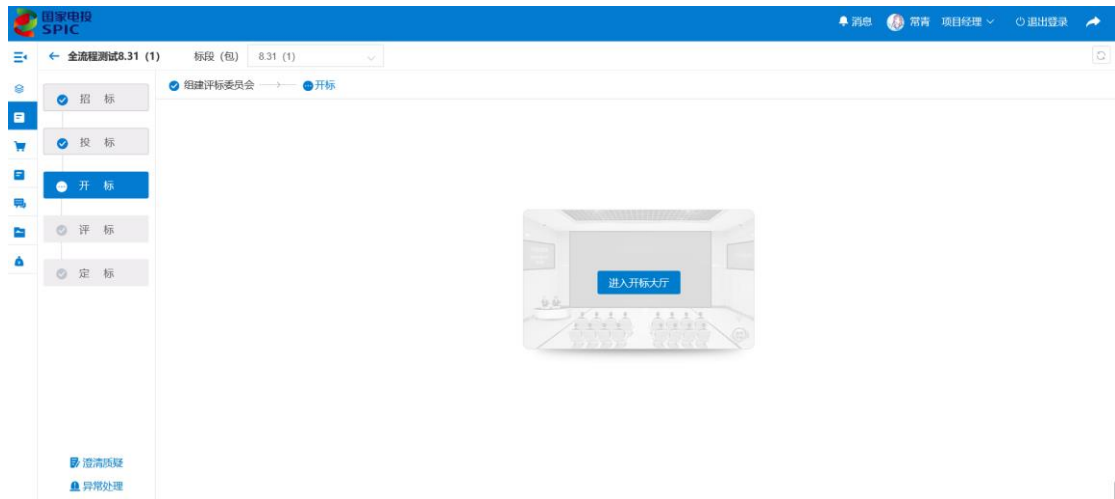 国家电投
SPIC
消息 常青 项目经理 退出登录
全流程测试8.31 (1) 标段 (包) 8.31 (1)
组建评标委员会 开标
招 标
投 标
开 标
评 标
定 标
进入开标大厅
澄清质疑
异常处理